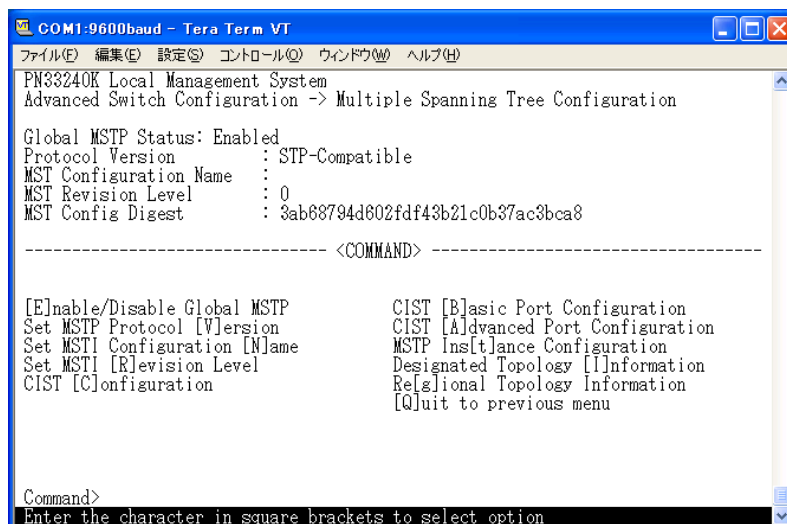 COM1:9600baud - Tera Term VT
ファイル(F) 編集(E) 設定(S) コントロール(O) ウィンドウ(W) ヘルプ(H)
PN33240K Local Management System
Advanced Switch Configuration -> Multiple Spanning Tree Configuration
Global MSTP Status: Enabled
Protocol Version : STP-Compatible
MST Configuration Name :
MST Revision Level : 0
MST Config Digest : 3ab68794d602fdf43b21c0b37ac3bca8
-------------------------------- <COMMAND> -----------------------------------
[E]nable/Disable Global MSTP CIST [B]asic Port Configuration
Set MSTP Protocol [V]ersion CIST [A]dvanced Port Configuration
Set MSTI Configuration [N]ame MSTP Ins[t]ance Configuration
Set MSTI [R]evision Level Designated Topology [I]nformation
CIST [C]onfiguration Re[g]ional Topology Information
[Q]uit to previous menu
Command>
Enter the character in square brackets to select option